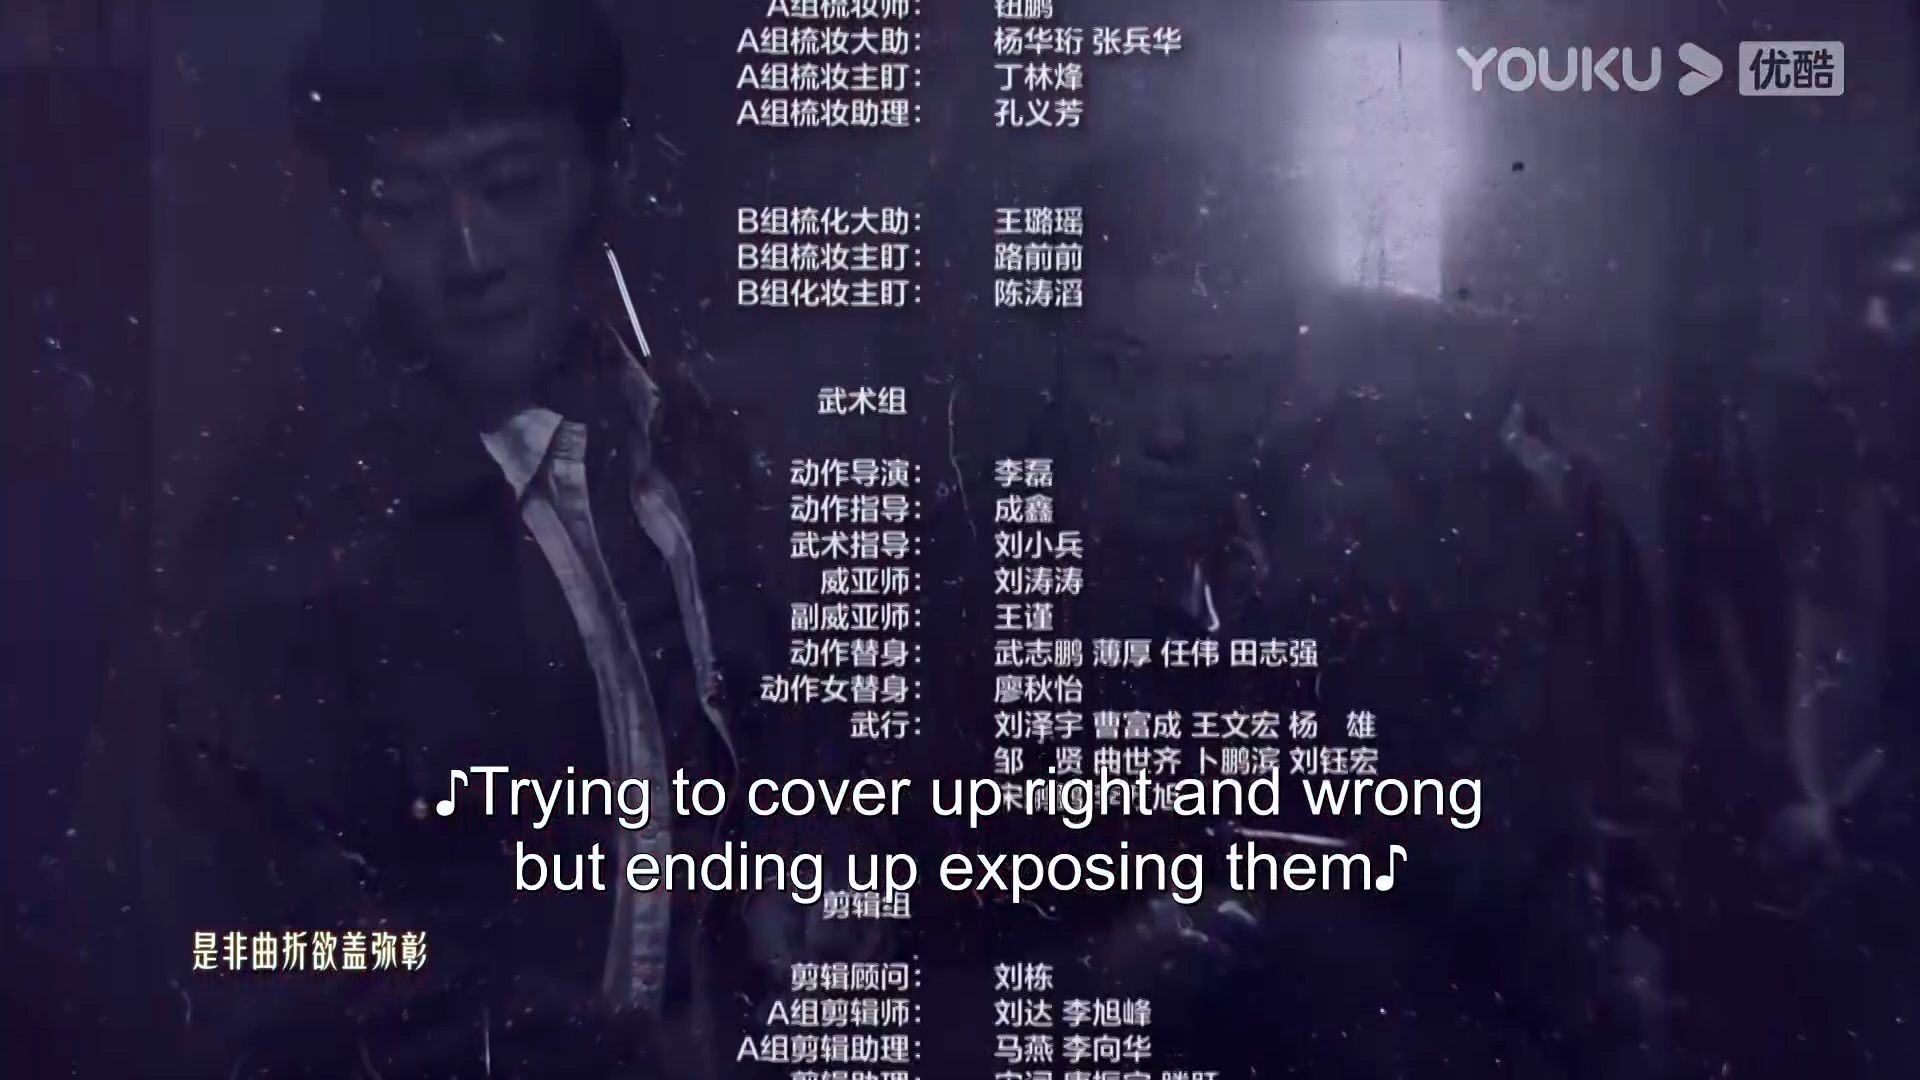 A组梳妆师： 钮鹏
YOUKU 优酷
A组梳妆大助： 杨华珩 张兵华
A组梳妆主盯： 丁林烽
A组梳妆助理： 孔义芳
B组梳化大助： 王璐瑶
B组梳妆主盯： 路前前
B组化妆主盯： 陈涛滔
武术组
动作导演： 李磊
动作指导： 成鑫
武术指导： 刘小兵
威亚师： 刘涛涛
副威亚师： 王谨
动作替身： 武志鹏 薄厚 任伟 田志强
动作女替身： 廖秋怡
武行： 刘泽宇 曹富成 王文宏 杨　雄
邹　贤 曲世齐 卜鹏滨 刘钰宏
♪Trying to cover up right and wrong
but ending up exposing them♪
剪辑组
是非曲折欲盖弥彰
剪辑顾问： 刘栋
A组剪辑师： 刘达 李旭峰
A组剪辑助理： 马燕 李向华